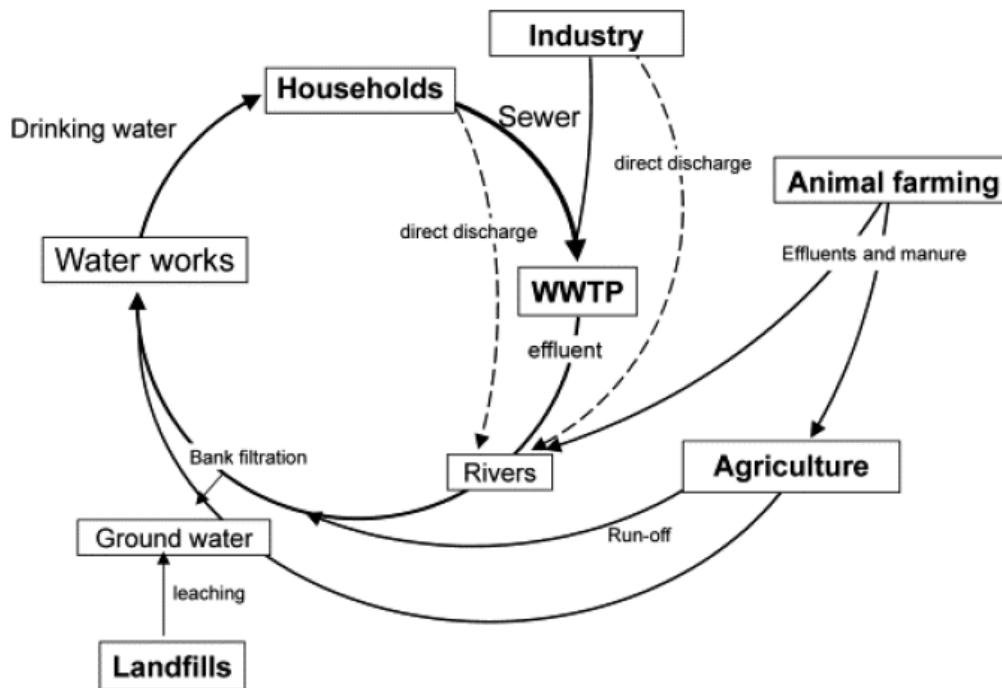 Industry
Households
Sewer
Drinking water
direct discharge
Animal farming
direct discharge
Effluents and manure
Water works
WWTP
effluent
Bank filtration
Rivers
Agriculture
Ground water
Run-off
leaching
Landfills